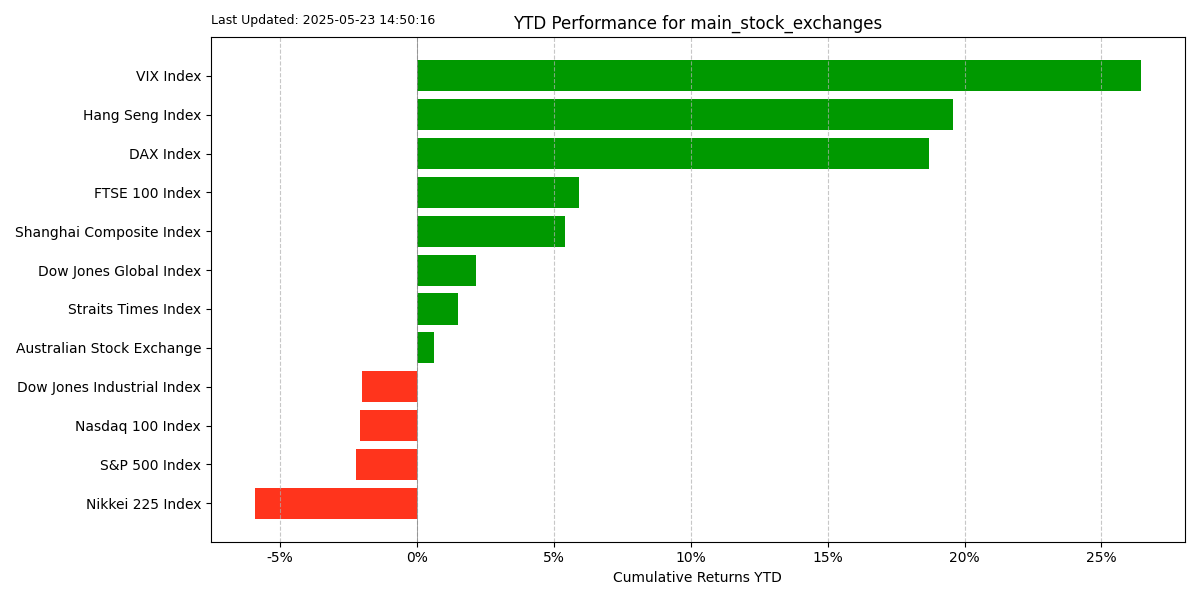 Last Updated: 2025-05-23 14:50:16
YTD Performance for main_stock_exchanges
VIX Index
Hang Seng Index
DAX Index
FTSE 100 Index
Shanghai Composite Index
Dow Jones Global Index
Straits Times Index
Australian Stock Exchange
Dow Jones Industrial Index
Nasdaq 100 Index
S&P 500 Index
Nikkei 225 Index
-5% 0% 5% 10% 15% 20% 25%
Cumulative Returns YTD